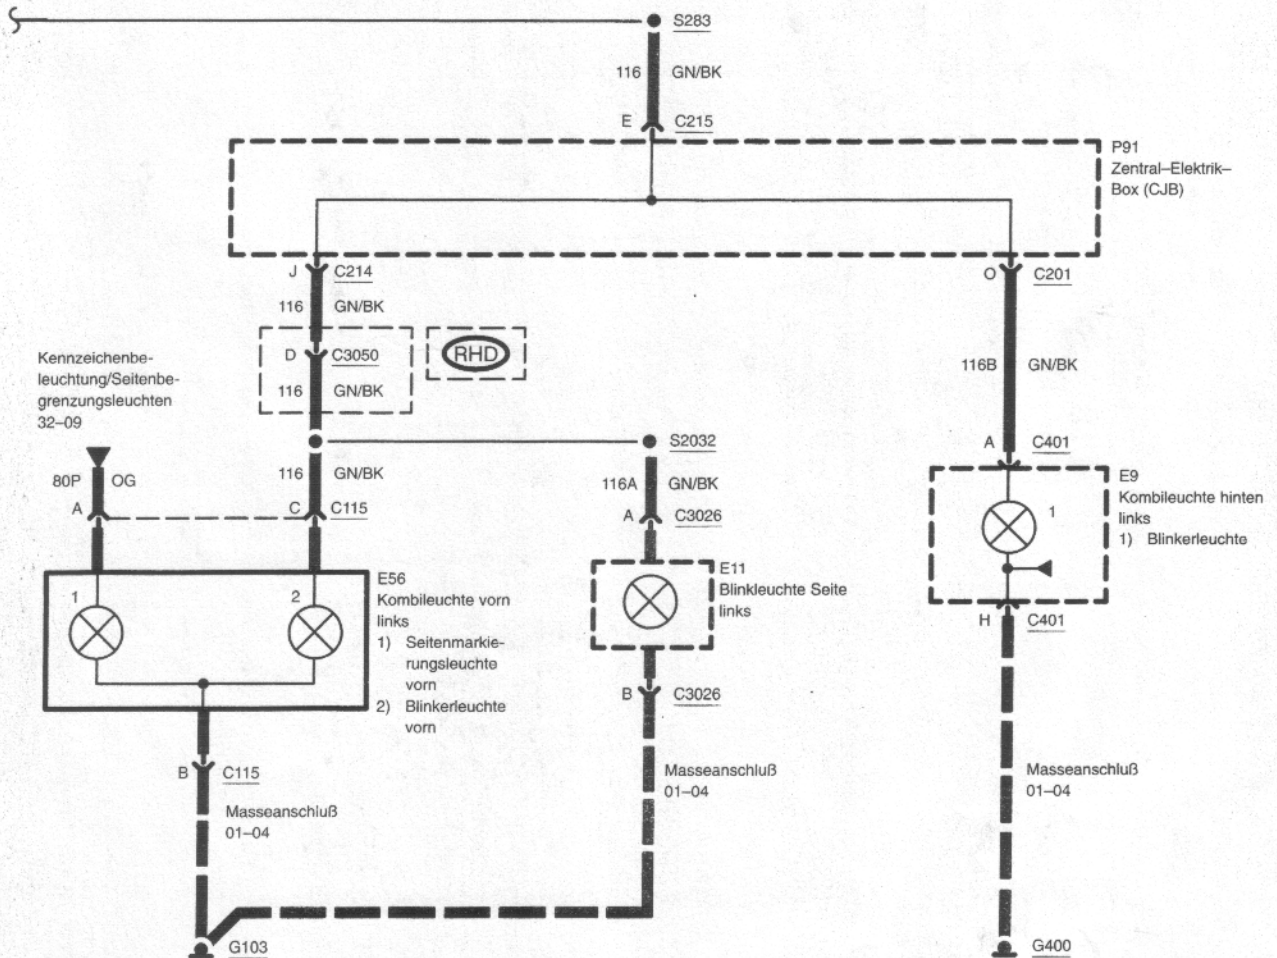 S283
116 GN/BK
E C215
P91
Zentral–Elektrik–
Box (CJB)
J C214
O C201
116 GN/BK
D C3050
RHD
116 GN/BK
Kennzeichenbe-
leuchtung/Seitenbe-
grenzungsleuchten
32–09
116B GN/BK
S2032
A C401
80P OG
116 GN/BK
116A GN/BK
A
C C115
A C3026
E9
Kombileuchte hinten
links
1) Blinkerleuchte
1
E56
Kombileuchte vorn
links
1) Seitenmarkie-
rungsleuchte
vorn
2) Blinkerleuchte
vorn
1
2
E11
Blinkleuchte Seite
links
H C401
B C3026
B C115
Masseanschluß
01–04
Masseanschluß
01–04
Masseanschluß
01–04
G103
G400